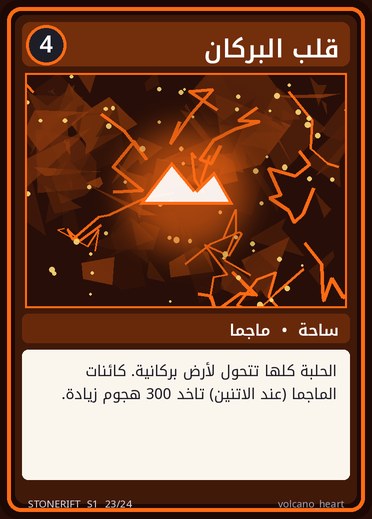 4
قلب البركان
ساحة • ماجما
الحلبة كلها تتحول لأرض بركانية. كائنات
الماجما (عند الاتنين) تاخد 300 هجوم زيادة.
STONERIFT S1 23/24
volcano_heart